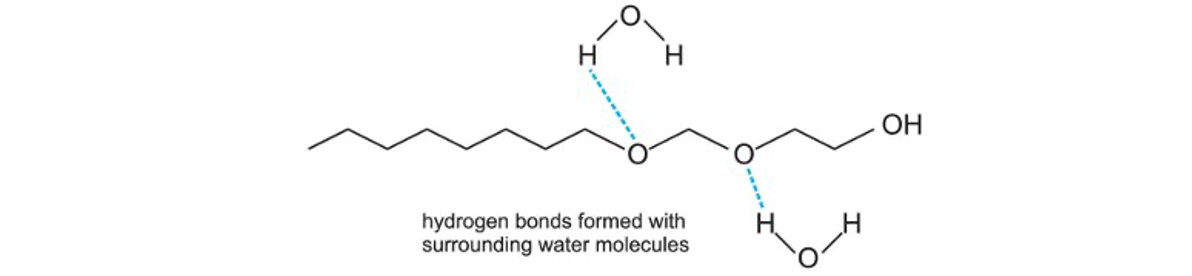 O
H H
OH
O O
hydrogen bonds formed with
surrounding water molecules
H H
O